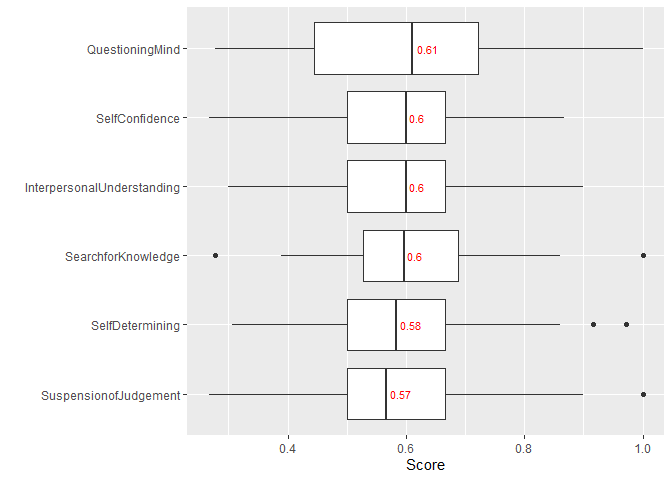 QuestioningMind
0.61
SelfConfidence
0.6
InterpersonalUnderstanding
0.6
SearchforKnowledge
0.6
SelfDetermining
0.58
SuspensionofJudgement
0.57
0.4 0.6 0.8 1.0
Score